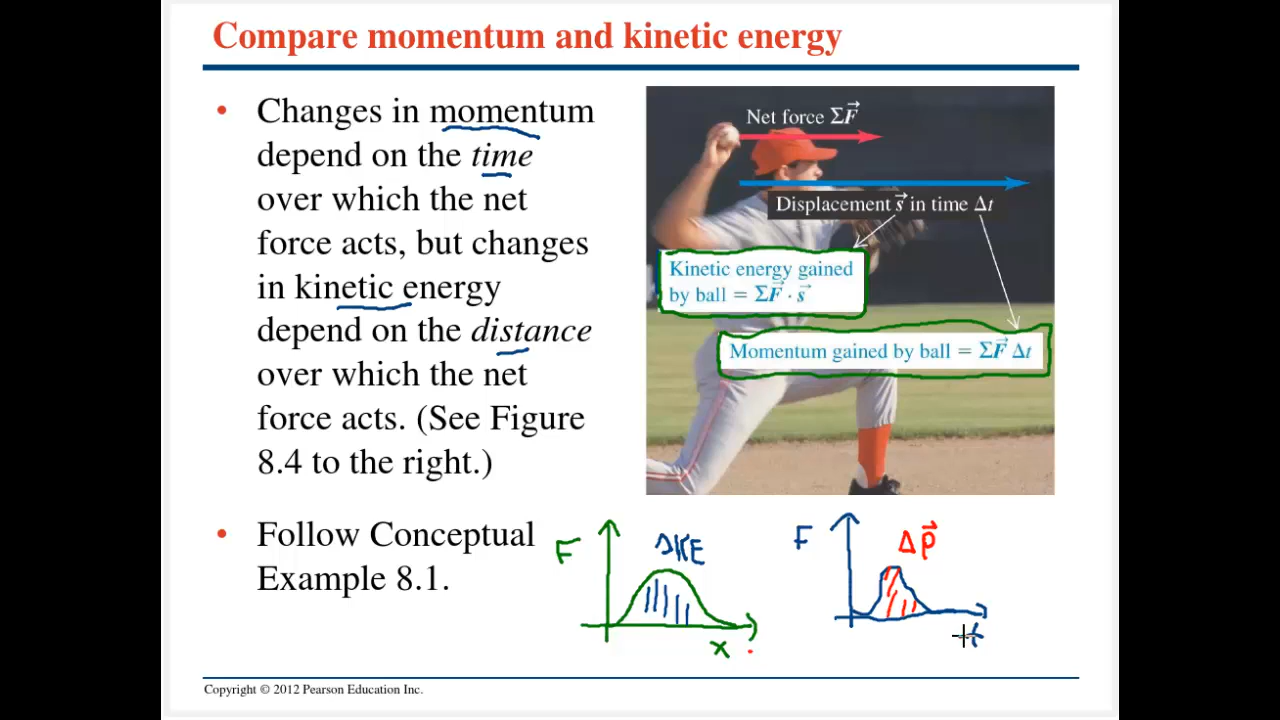 Compare momentum and kinetic energy
• Changes in momentum
depend on the time
over which the net
force acts, but changes
in kinetic energy
depend on the distance
over which the net
force acts. (See Figure
8.4 to the right.)
• Follow Conceptual
Example 8.1.
Net force ΣF⃗
Displacement s⃗ in time Δt
Kinetic energy gained
by ball = ΣF⃗ · s⃗
Momentum gained by ball = ΣF⃗ Δt
F
ΔKE
x
F
Δp⃗
t
Copyright © 2012 Pearson Education Inc.